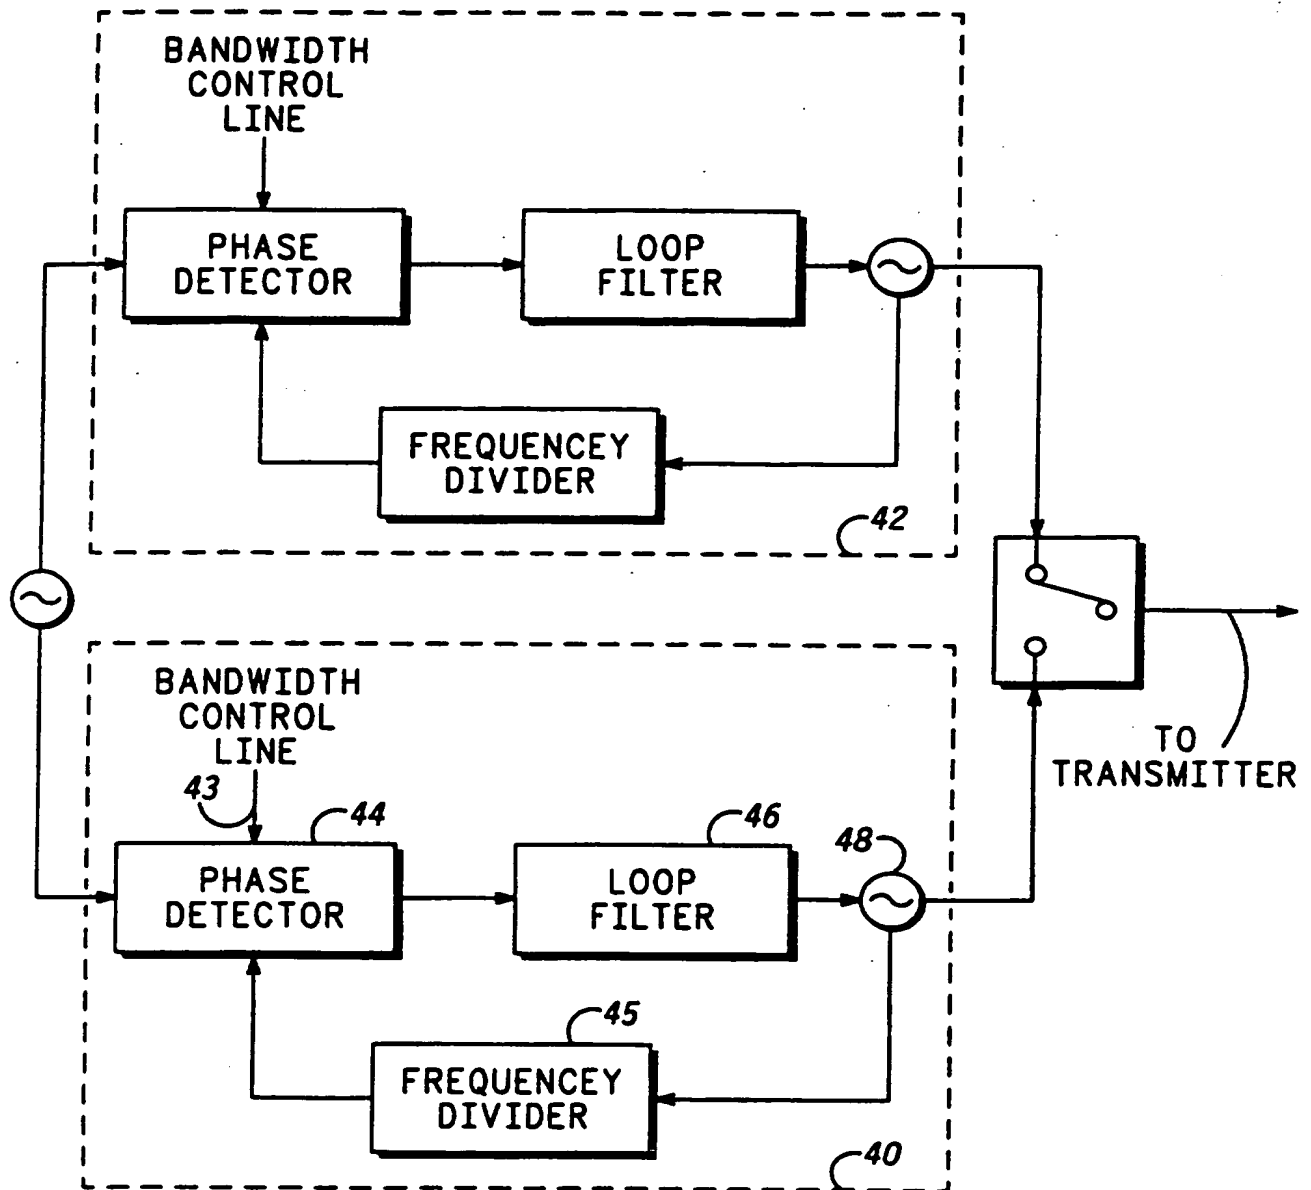 BANDWIDTH
CONTROL
LINE
PHASE
DETECTOR
LOOP
FILTER
FREQUENCEY
DIVIDER
42
BANDWIDTH
CONTROL
LINE
43
44
46
48
PHASE
DETECTOR
LOOP
FILTER
TO
TRANSMITTER
45
FREQUENCEY
DIVIDER
40